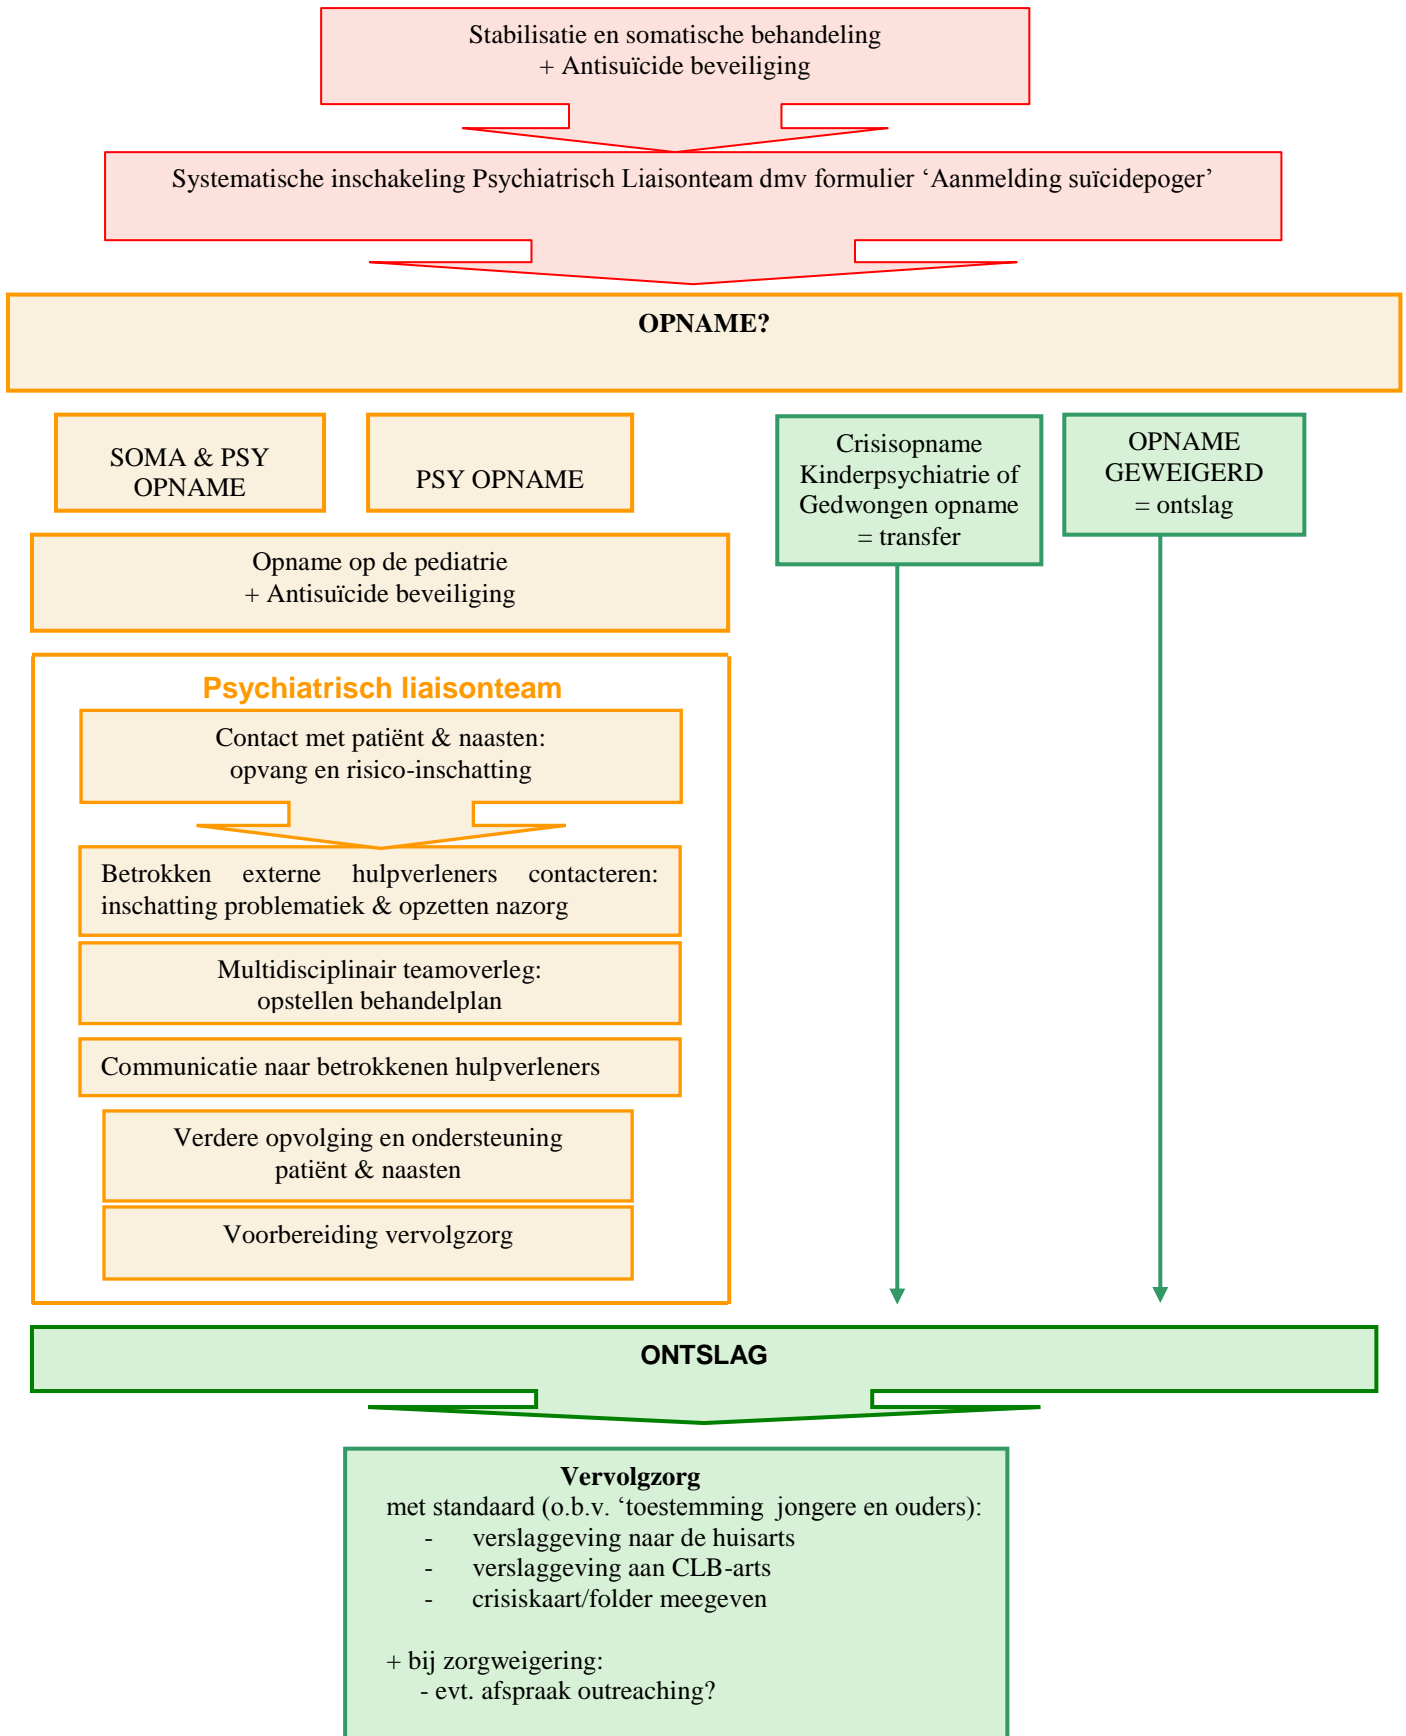 Stabilisatie en somatische behandeling
+ Antisuïcide beveiliging
Systematische inschakeling Psychiatrisch Liaisonteam dmv formulier ‘Aanmelding suïcidepoger’
OPNAME?
SOMA & PSY
OPNAME
PSY OPNAME
Crisisopname
Kinderpsychiatrie of
Gedwongen opname
= transfer
OPNAME
GEWEIGERD
= ontslag
Opname op de pediatrie
+ Antisuïcide beveiliging
Psychiatrisch liaisonteam
Contact met patiënt & naasten:
opvang en risico-inschatting
Betrokken externe hulpverleners contacteren:
inschatting problematiek & opzetten nazorg
Multidisciplinair teamoverleg:
opstellen behandelplan
Communicatie naar betrokkenen hulpverleners
Verdere opvolging en ondersteuning
patiënt & naasten
Voorbereiding vervolgzorg
ONTSLAG
Vervolgzorg
met standaard (o.b.v. ‘toestemming jongere en ouders):
- verslaggeving naar de huisarts
- verslaggeving aan CLB-arts
- crisiskaart/folder meegeven
+ bij zorgweigering:
- evt. afspraak outreaching?